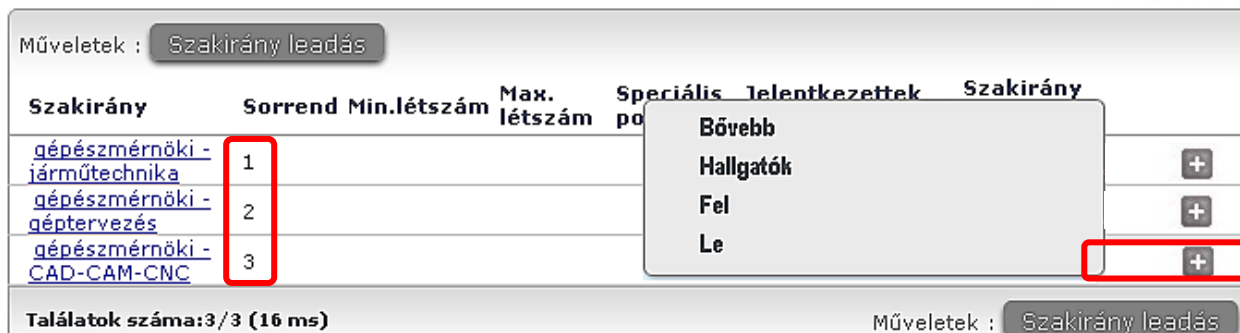 Műveletek : Szakirány leadás
Szakirány Sorrend Min.létszám Max. létszám Speciális Jelentkezettek Szakirány
gépészmérnöki - járműtechnika 1
gépészmérnöki - géptervezés 2
gépészmérnöki - CAD-CAM-CNC 3
Bővebb
Hallgatók
Fel
Le
Találatok száma:3/3 (16 ms)
Műveletek : Szakirány leadás